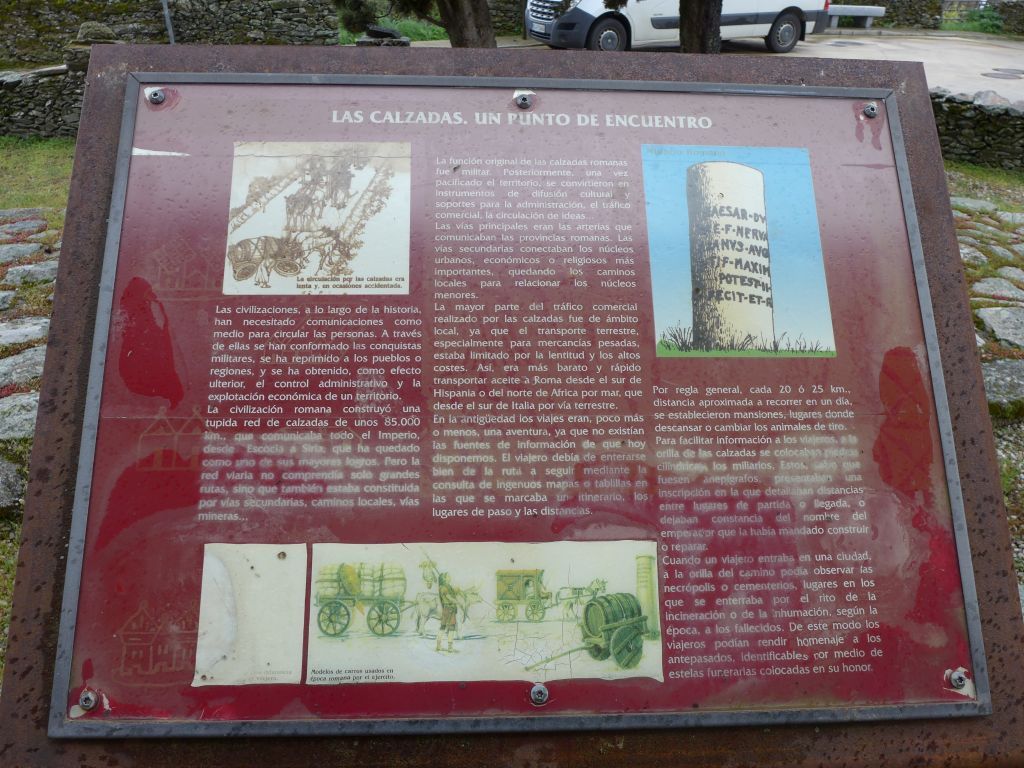 LAS CALZADAS. UN PUNTO DE ENCUENTRO
La circulación por las calzadas era
lenta y, en ocasiones accidentada.
Las civilizaciones, a lo largo de la historia,
han necesitado comunicaciones como
medio para circular las personas. A través
de ellas se han conformado las conquistas
militares, se ha reprimido a los pueblos o
regiones, y se ha obtenido, como efecto
ulterior, el control administrativo y la
explotación económica de un territorio.
La civilización romana construyó una
tupida red de calzadas de unos 85.000
km., que comunicaba todo el Imperio,
desde Escocia a Siria, que ha quedado
como uno de sus mayores logros. Pero la
red viaria no comprendía solo grandes
rutas, sino que también estaba constituida
por vías secundarias, caminos locales, vías
mineras...
La función original de las calzadas romanas
fue militar. Posteriormente, una vez
pacificado el territorio, se convirtieron en
instrumentos de difusión cultural y
soportes para la administración, el tráfico
comercial, la circulación de ideas...
Las vías principales eran las arterias que
comunicaban las provincias romanas. Las
vías secundarias conectaban los núcleos
urbanos, económicos o religiosos más
importantes, quedando los caminos
locales para relacionar los núcleos
menores.
La mayor parte del tráfico comercial
realizado por las calzadas fue de ámbito
local, ya que el transporte terrestre,
especialmente para mercancías pesadas,
estaba limitado por la lentitud y los altos
costes. Así, era más barato y rápido
transportar aceite a Roma desde el sur de
Hispania o del norte de Africa por mar, que
desde el sur de Italia por vía terrestre.
En la antigüedad los viajes eran, poco más
o menos, una aventura, ya que no existían
las fuentes de información de que hoy
disponemos. El viajero debía de enterarse
bien de la ruta a seguir mediante la
consulta de ingenuos mapas o tablillas en
las que se marcaba un itinerario, los
lugares de paso y las distancias.
Miliario Romano
AESAR·DV
E·F·NERVA
ANVS·AVG
F·MAXIM
POTEST·I
ECIT·ET·R
Por regla general, cada 20 ó 25 km.,
distancia aproximada a recorrer en un día,
se establecieron mansiones, lugares donde
descansar o cambiar los animales de tiro.
Para facilitar información a los viajeros, a la
orilla de las calzadas se colocaban piedras
cilíndricas, los miliarios. Estos, salvo que
fuesen anepígrafos, presentaban una
inscripción en la que detallaban distancias
entre lugares de partida o llegada, o
dejaban constancia del nombre del
emperador que la había mandado construir
o reparar.
Cuando un viajero entraba en una ciudad,
a la orilla del camino podía observar las
necrópolis o cementerios, lugares en los
que se enterraba por el rito de la
incineración o de la inhumación, según la
época, a los fallecidos. De este modo los
viajeros podían rendir homenaje a los
antepasados, identificables por medio de
estelas funerarias colocadas en su honor.
Modelos de carros usados en
época romana por el ejercito.